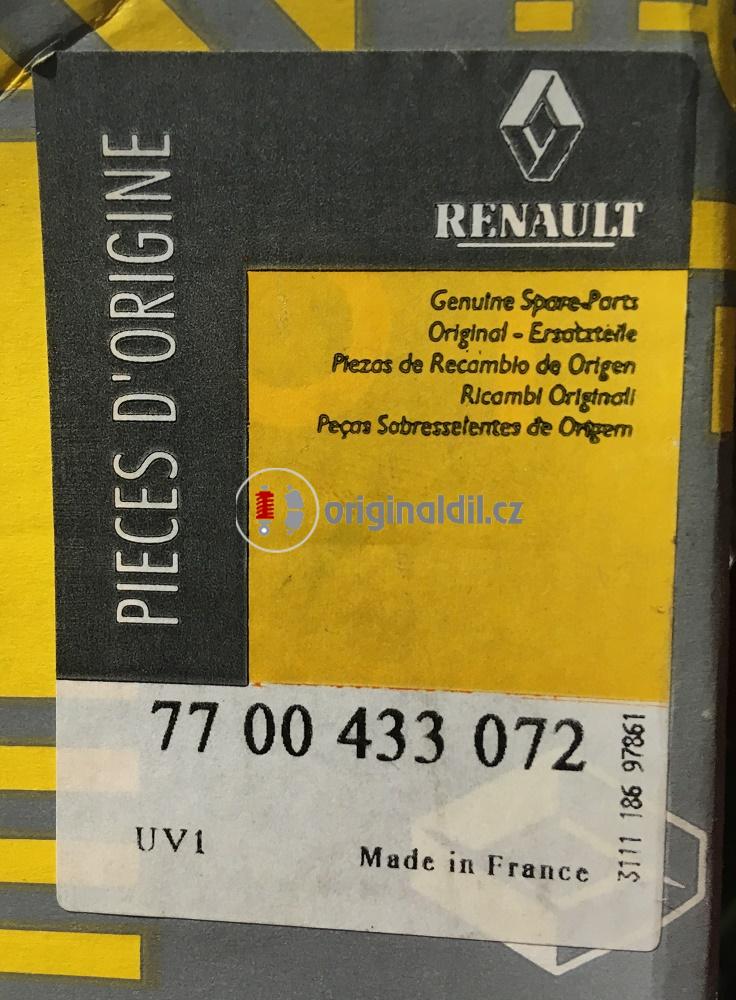 PIECES D'ORIGINE
RENAULT
Genuine Spare-Parts
Original - Ersatzteile
Piezas de Recambio de Origen
Ricambi Originali
Peças Sobresselentes de Origem
originaldil.cz
77 00 433 072
UV1
Made in France
3111 186 97861